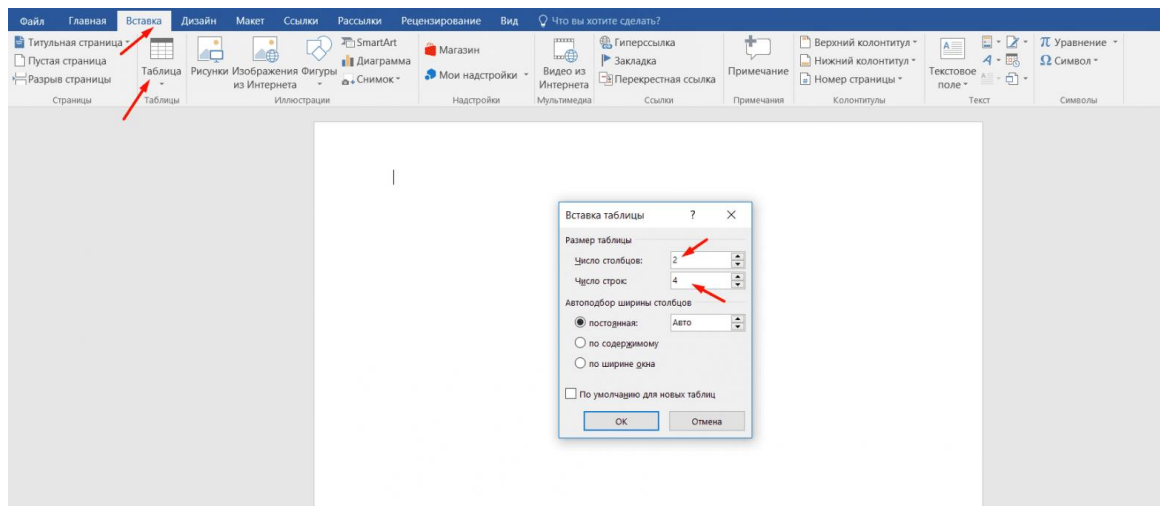 Файл Главная Вставка Дизайн Макет Ссылки Рассылки Рецензирование Вид Что вы хотите сделать?
Титульная страница
Пустая страница
Разрыв страницы
Страницы
Таблица
Таблицы
Рисунки
Изображения
из Интернета
Фигуры
SmartArt
Диаграмма
Снимок
Иллюстрации
Магазин
Мои надстройки
Надстройки
Видео из
Интернета
Мультимедиа
Гиперссылка
Закладка
Перекрестная ссылка
Ссылки
Примечание
Примечания
Верхний колонтитул
Нижний колонтитул
Номер страницы
Колонтитулы
Текстовое
поле
Текст
π Уравнение
Ω Символ
Символы
Вставка таблицы ?
Размер таблицы
Число столбцов: 2
Число строк: 4
Автоподбор ширины столбцов
постоянная: Авто
по содержимому
по ширине окна
По умолчанию для новых таблиц
ОК Отмена